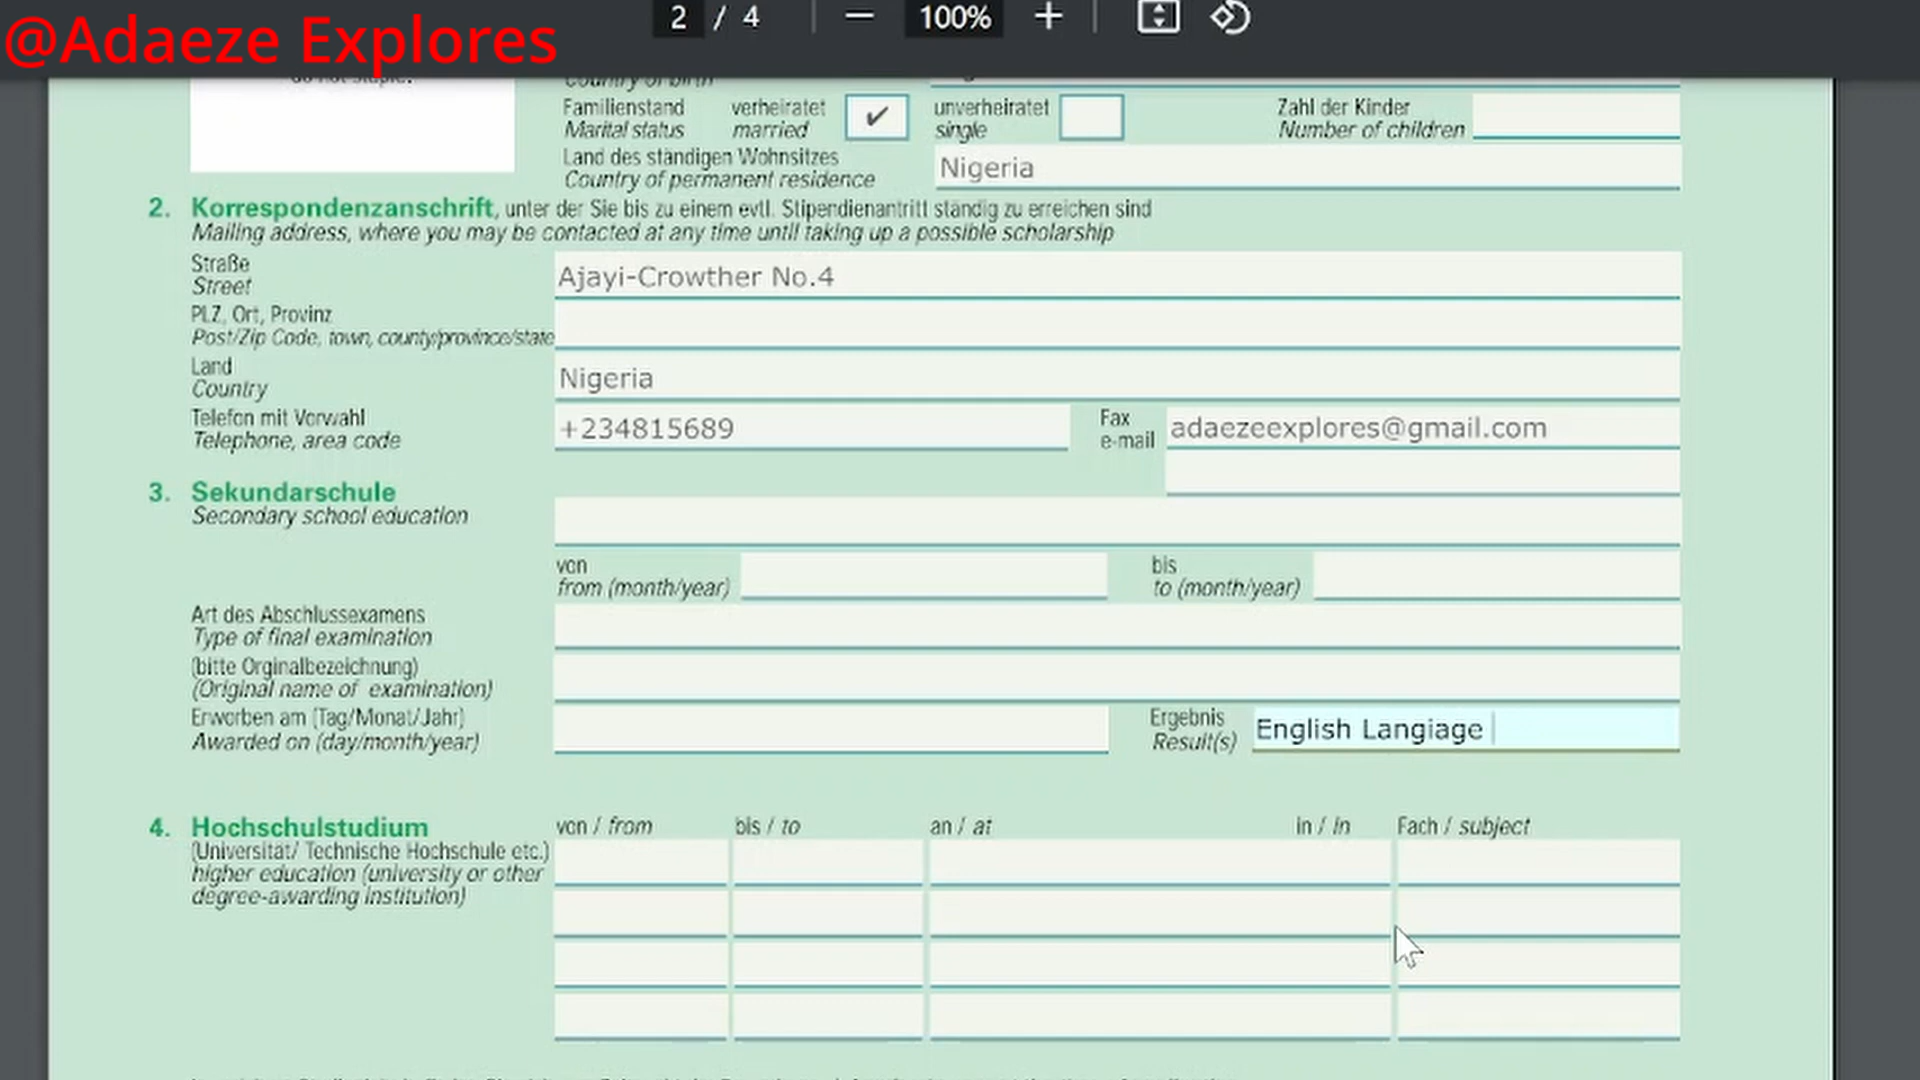 @Adaeze Explores
2 / 4 100%
do not staple.
Country of birth
Familienstand verheiratet ✔ unverheiratet Zahl der Kinder
Marital status married single Number of children
Land des ständigen Wohnsitzes
Country of permanent residence Nigeria
2. Korrespondenzanschrift, unter der Sie bis zu einem evtl. Stipendienantritt ständig zu erreichen sind
Mailing address, where you may be contacted at any time until taking up a possible scholarship
Straße
Street Ajayi-Crowther No.4
PLZ, Ort, Provinz
Post/Zip Code, town, county/province/state
Land
Country Nigeria
Telefon mit Vorwahl Fax
Telephone, area code +234815689 e-mail adaezeexplores@gmail.com
3. Sekundarschule
Secondary school education
von bis
from (month/year) to (month/year)
Art des Abschlussexamens
Type of final examination
(bitte Orginalbezeichnung)
(Original name of examination)
Erworben am (Tag/Monat/Jahr) Ergebnis
Awarded on (day/month/year) Result(s) English Langiage
4. Hochschulstudium von / from bis / to an / at in / in Fach / subject
(Universität/ Technische Hochschule etc.)
higher education (university or other
degree-awarding institution)